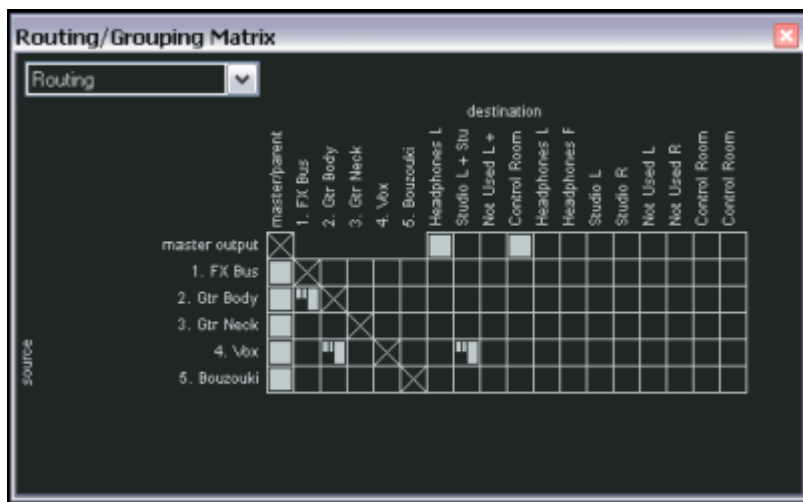 Routing/Grouping Matrix
Routing
destination
master/parent
1. FX Bus
2. Gtr Body
3. Gtr Neck
4. Vox
5. Bouzouki
Headphones L
Studio L + Stu
Not Used L +
Control Room
Headphones L
Headphones F
Studio L
Studio R
Not Used L
Not Used R
Control Room
Control Room
master output
1. FX Bus
2. Gtr Body
3. Gtr Neck
4. Vox
5. Bouzouki
source